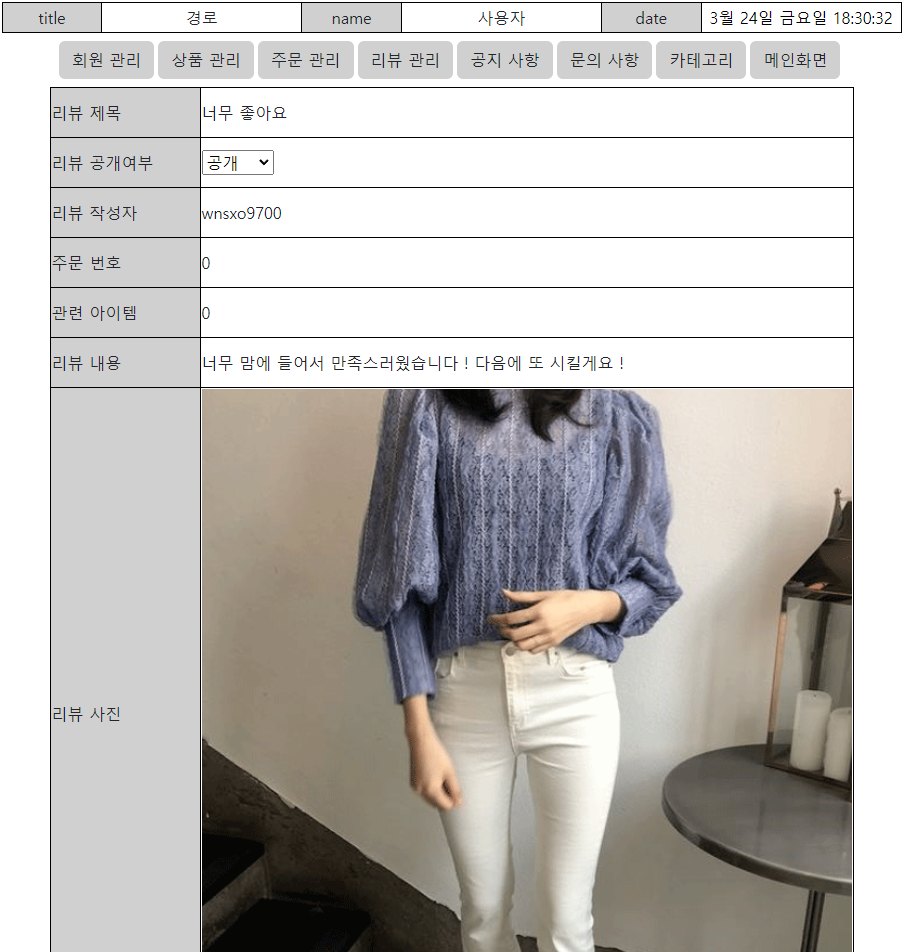 title 경로 name 사용자 date 3월 24일 금요일 18:30:32
회원 관리 상품 관리 주문 관리 리뷰 관리 공지 사항 문의 사항 카테고리 메인화면
리뷰 제목 너무 좋아요
리뷰 공개여부 공개
리뷰 작성자 wnsxo9700
주문 번호 0
관련 아이템 0
리뷰 내용 너무 맘에 들어서 만족스러웠습니다 ! 다음에 또 시킬게요 !
리뷰 사진